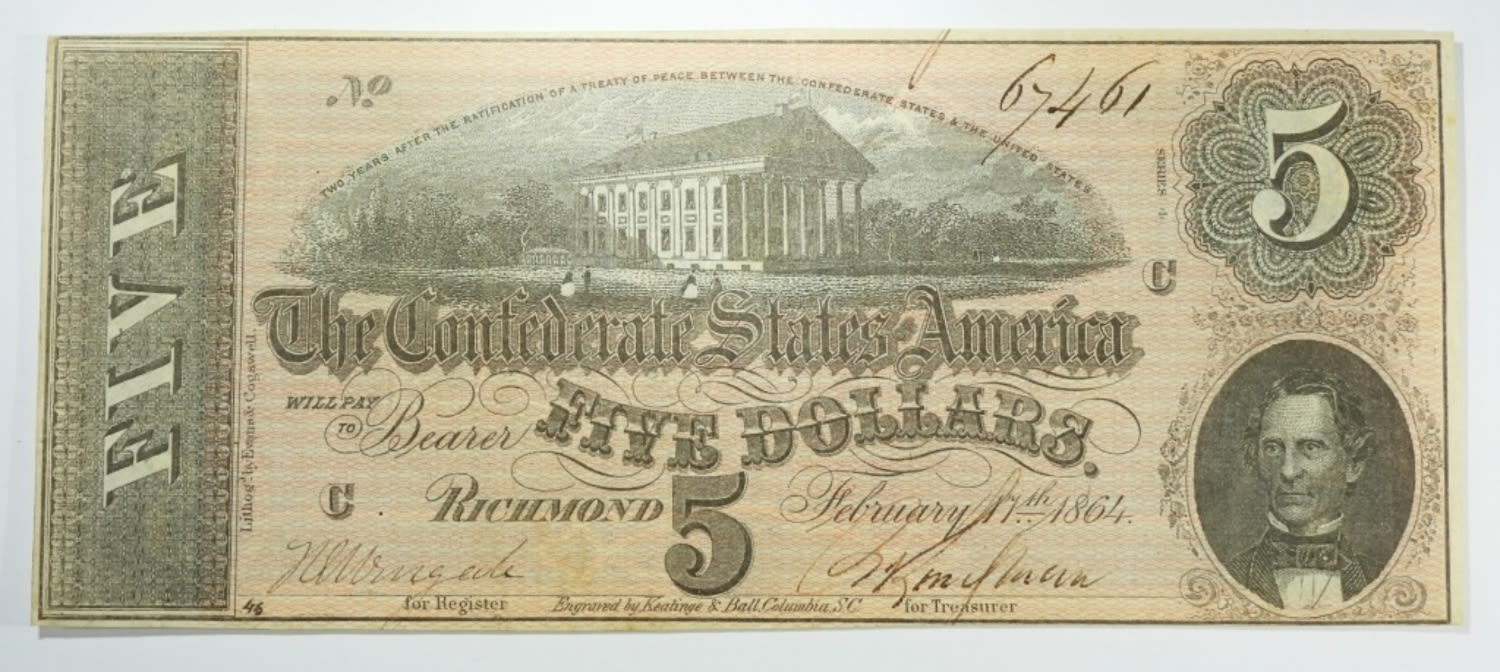 FIVE
No 67461
TWO YEARS AFTER THE RATIFICATION OF A TREATY OF PEACE BETWEEN THE CONFEDERATE STATES & THE UNITED STATES
SERIES 4
5
C
The Confederate States of America
WILL PAY
TO Bearer FIVE DOLLARS.
C RICHMOND 5 February 17th 1864.
for Register Engraved by Keatinge & Ball, Columbia, S.C. for Treasurer
46
Lithog'd by Evans & Cogswell